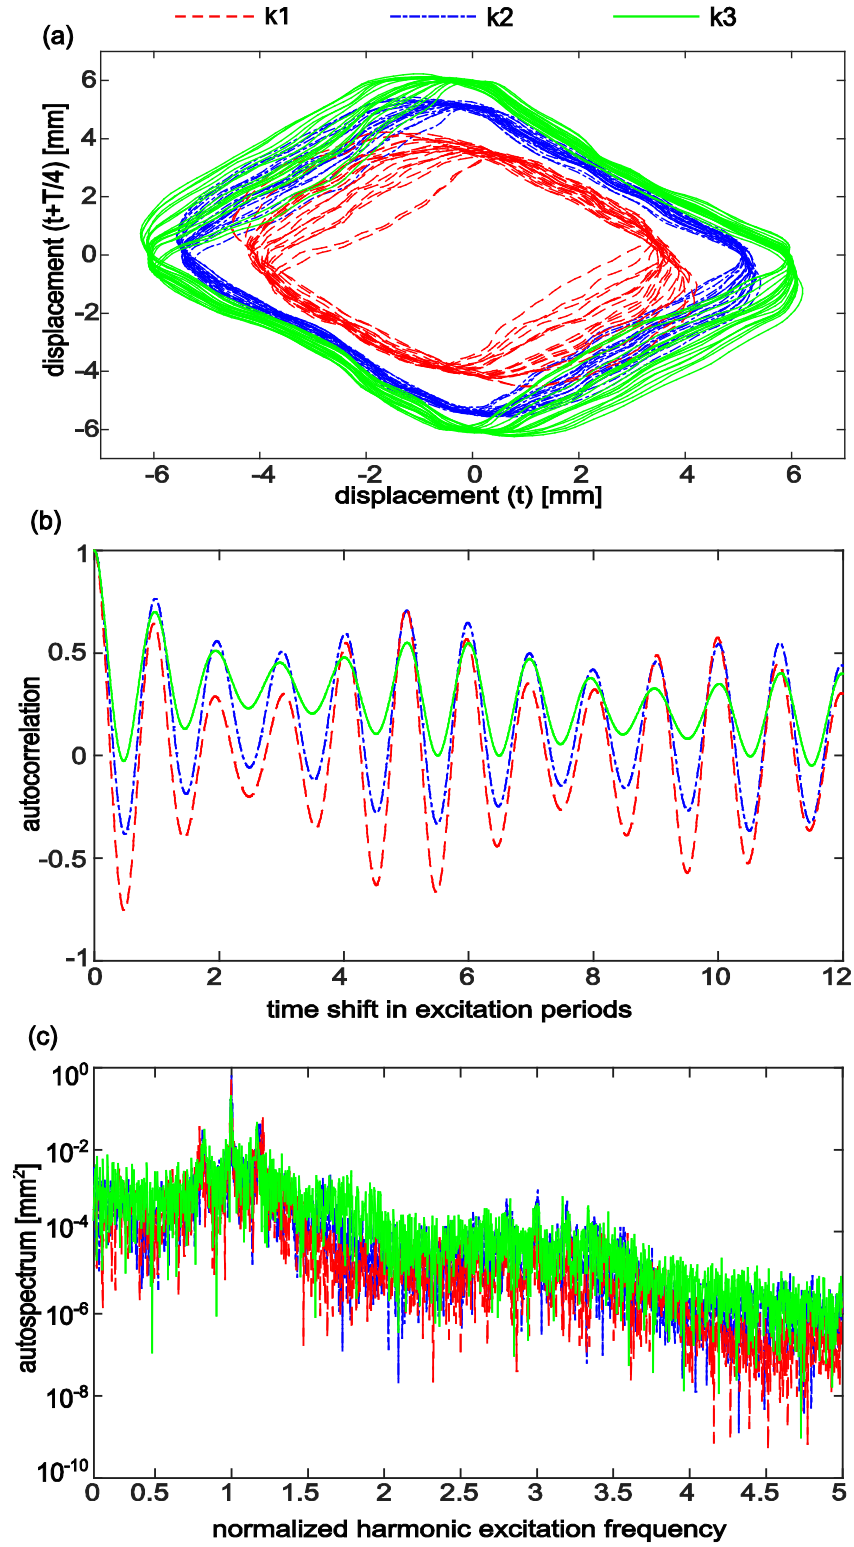 k1 k2 k3
(a)
6
4
2
0
-2
-4
-6
displacement (t+T/4) [mm]
-6 -4 -2 0 2 4 6
displacement (t) [mm]
(b)
1
0.5
0
-0.5
-1
autocorrelation
0 2 4 6 8 10 12
time shift in excitation periods
(c)
10^0
10^-2
10^-4
10^-6
10^-8
10^-10
autospectrum [mm^2]
0 0.5 1 1.5 2 2.5 3 3.5 4 4.5 5
normalized harmonic excitation frequency